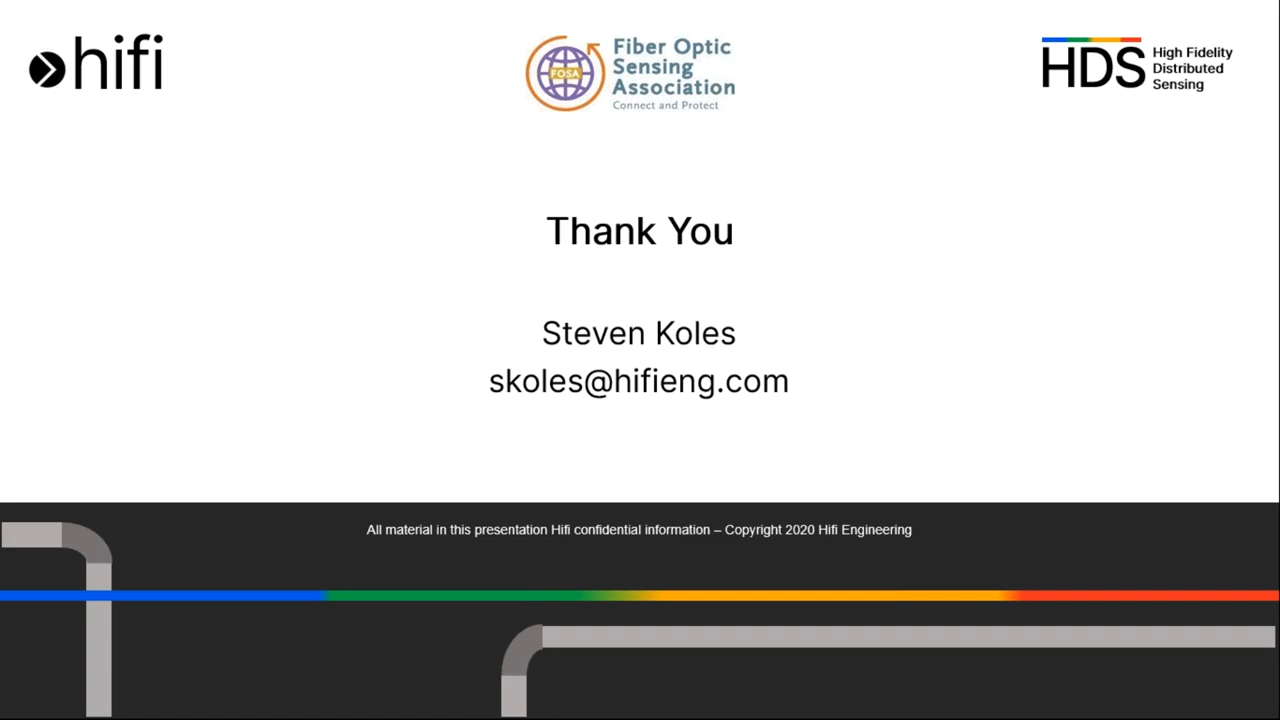 hifi
FOSA
Fiber Optic
Sensing
Association
Connect and Protect
HDS
High Fidelity
Distributed
Sensing
Thank You
Steven Koles
skoles@hifieng.com
All material in this presentation Hifi confidential information – Copyright 2020 Hifi Engineering